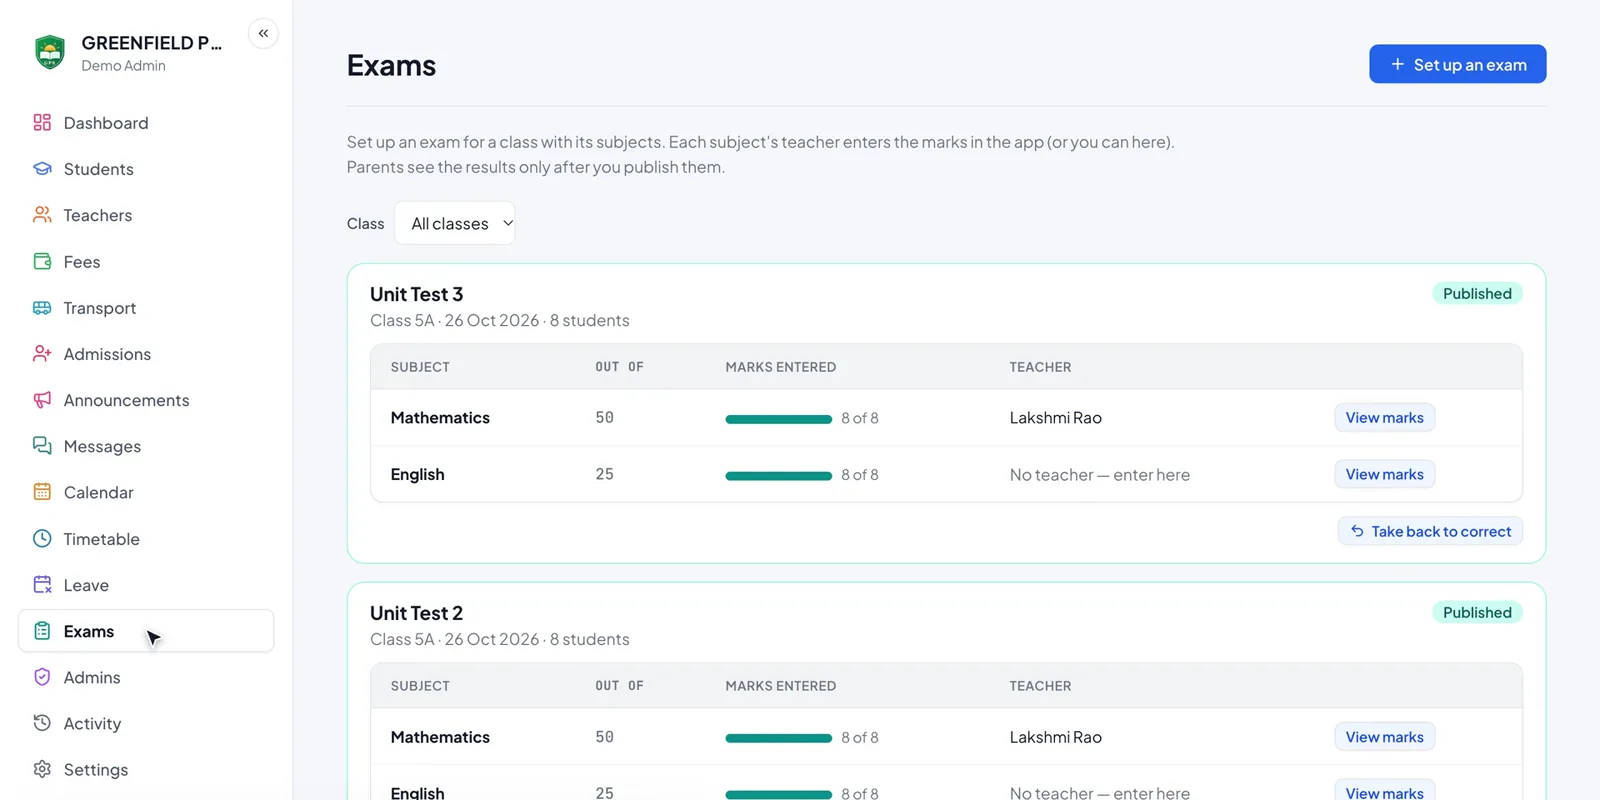 GREENFIELD P...
Demo Admin
Dashboard
Students
Teachers
Fees
Transport
Admissions
Announcements
Messages
Calendar
Timetable
Leave
Exams
Admins
Activity
Settings
Exams
+ Set up an exam
Set up an exam for a class with its subjects. Each subject's teacher enters the marks in the app (or you can here).
Parents see the results only after you publish them.
Class All classes
Unit Test 3 Published
Class 5A · 26 Oct 2026 · 8 students
SUBJECT OUT OF MARKS ENTERED TEACHER
Mathematics 50 8 of 8 Lakshmi Rao View marks
English 25 8 of 8 No teacher — enter here View marks
Take back to correct
Unit Test 2 Published
Class 5A · 26 Oct 2026 · 8 students
SUBJECT OUT OF MARKS ENTERED TEACHER
Mathematics 50 8 of 8 Lakshmi Rao View marks
English 25 8 of 8 No teacher — enter here View marks